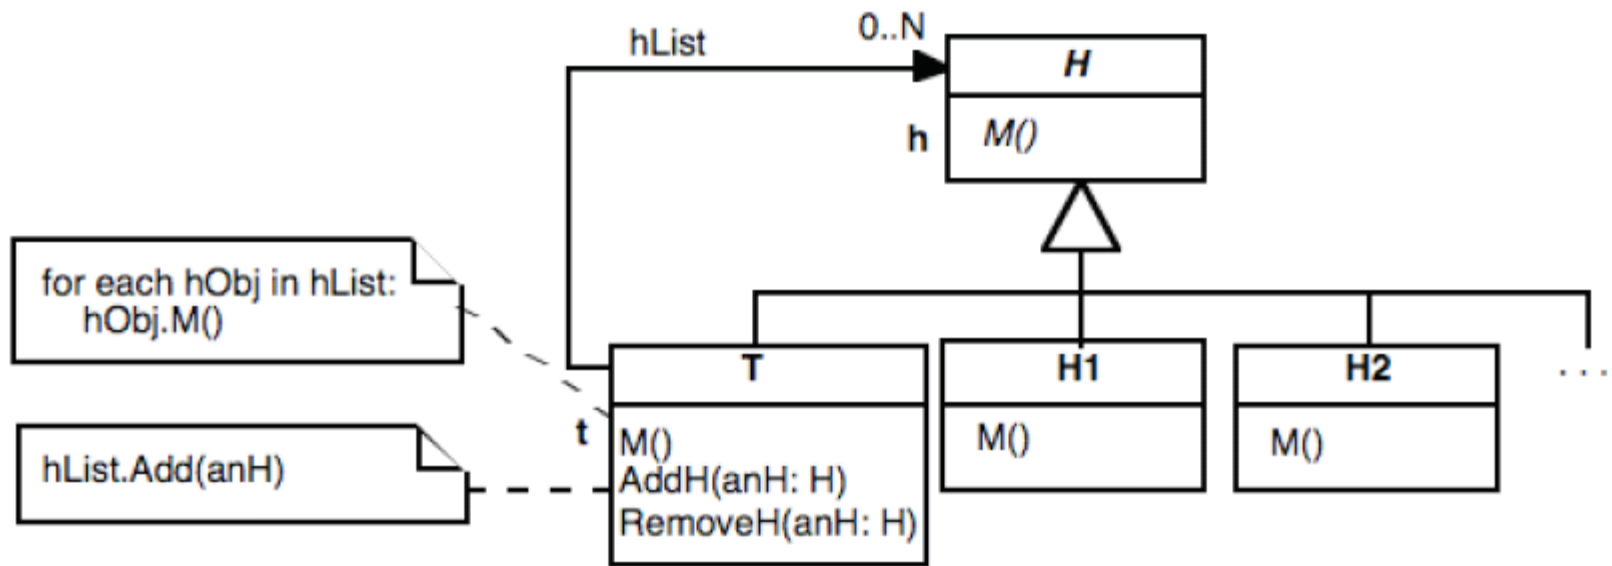 hList
0..N
H
h
M()
for each hObj in hList:
hObj.M()
hList.Add(anH)
t
T
M()
AddH(anH: H)
RemoveH(anH: H)
H1
M()
H2
M()
. . .